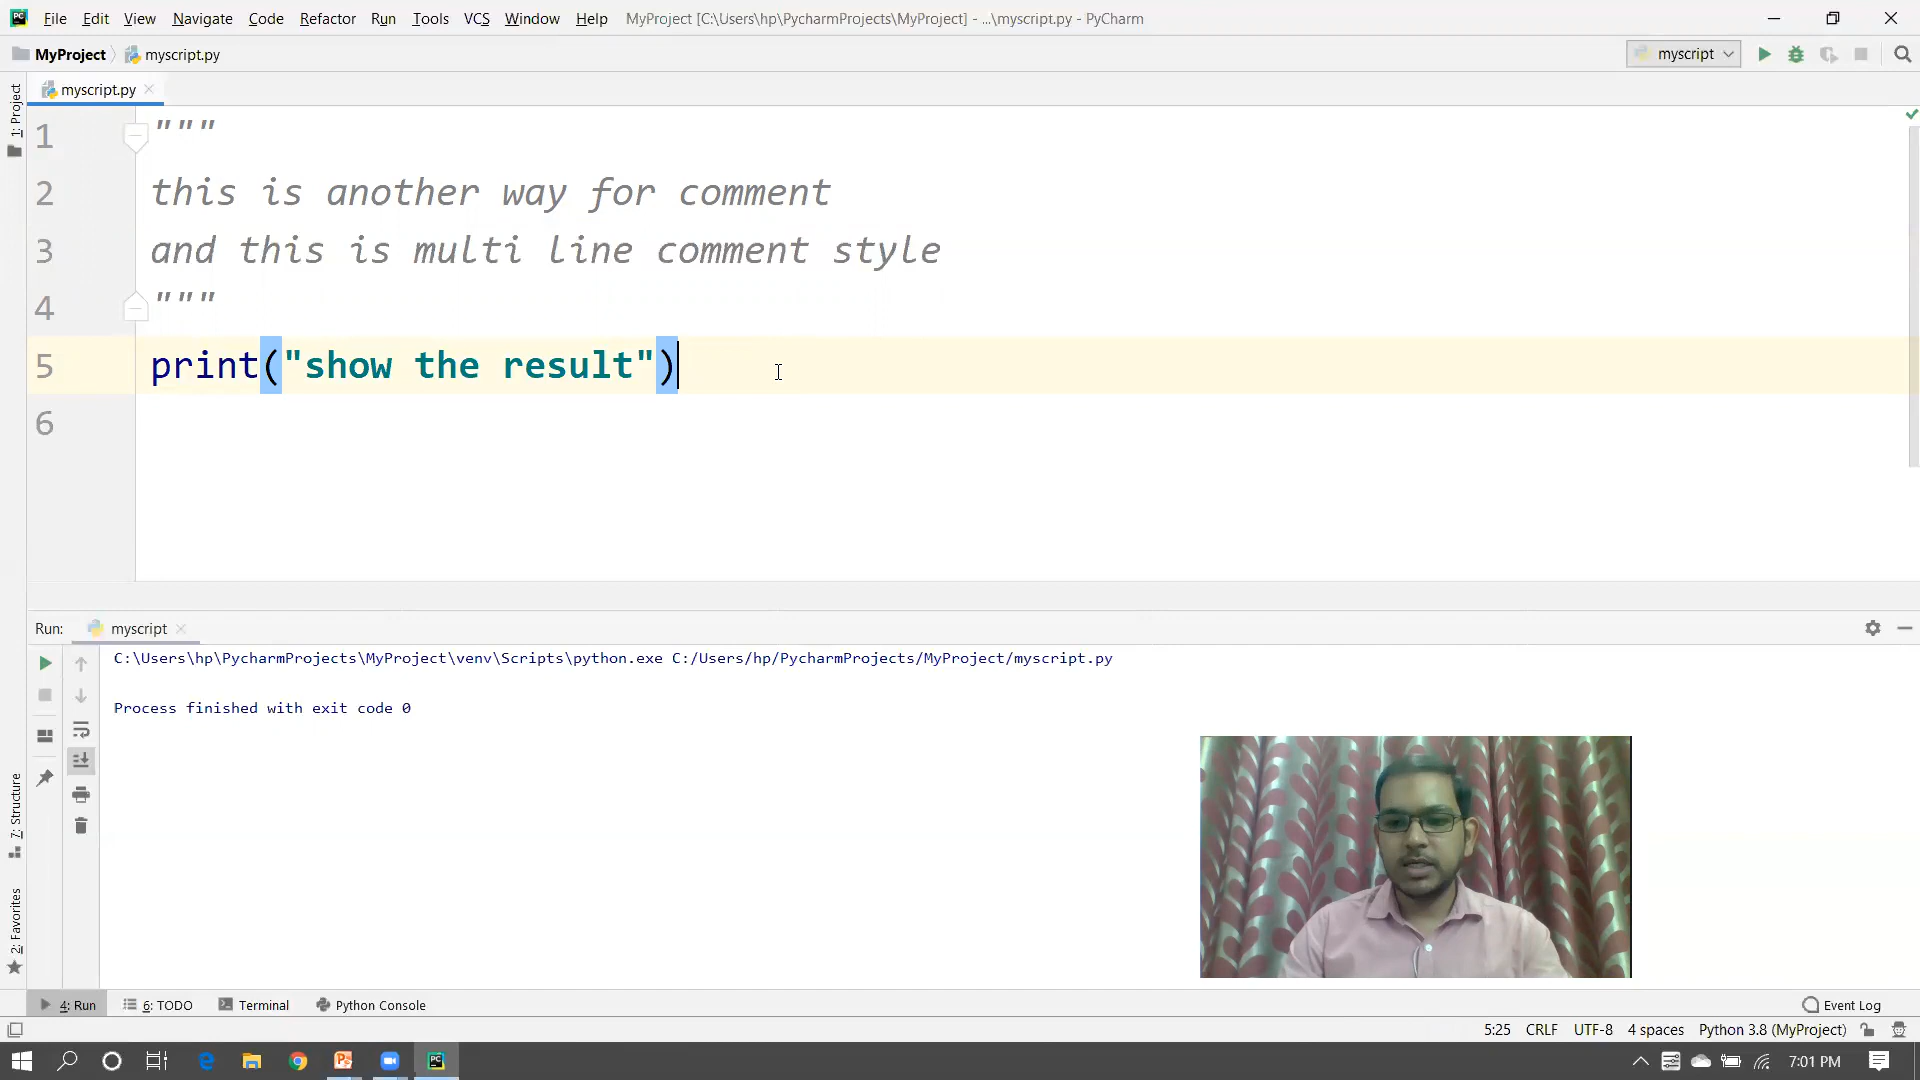 File Edit View Navigate Code Refactor Run Tools VCS Window Help MyProject [C:\Users\hp\PycharmProjects\MyProject] - ...\myscript.py - PyCharm
MyProject myscript.py myscript
1: Project
myscript.py
1 """
2 this is another way for comment
3 and this is multi line comment style
4 """
5 print("show the result")
6
Run: myscript
C:\Users\hp\PycharmProjects\MyProject\venv\Scripts\python.exe C:/Users/hp/PycharmProjects/MyProject/myscript.py
Process finished with exit code 0
7: Structure
2: Favorites
4: Run 6: TODO Terminal Python Console Event Log
5:25 CRLF UTF-8 4 spaces Python 3.8 (MyProject)
7:01 PM